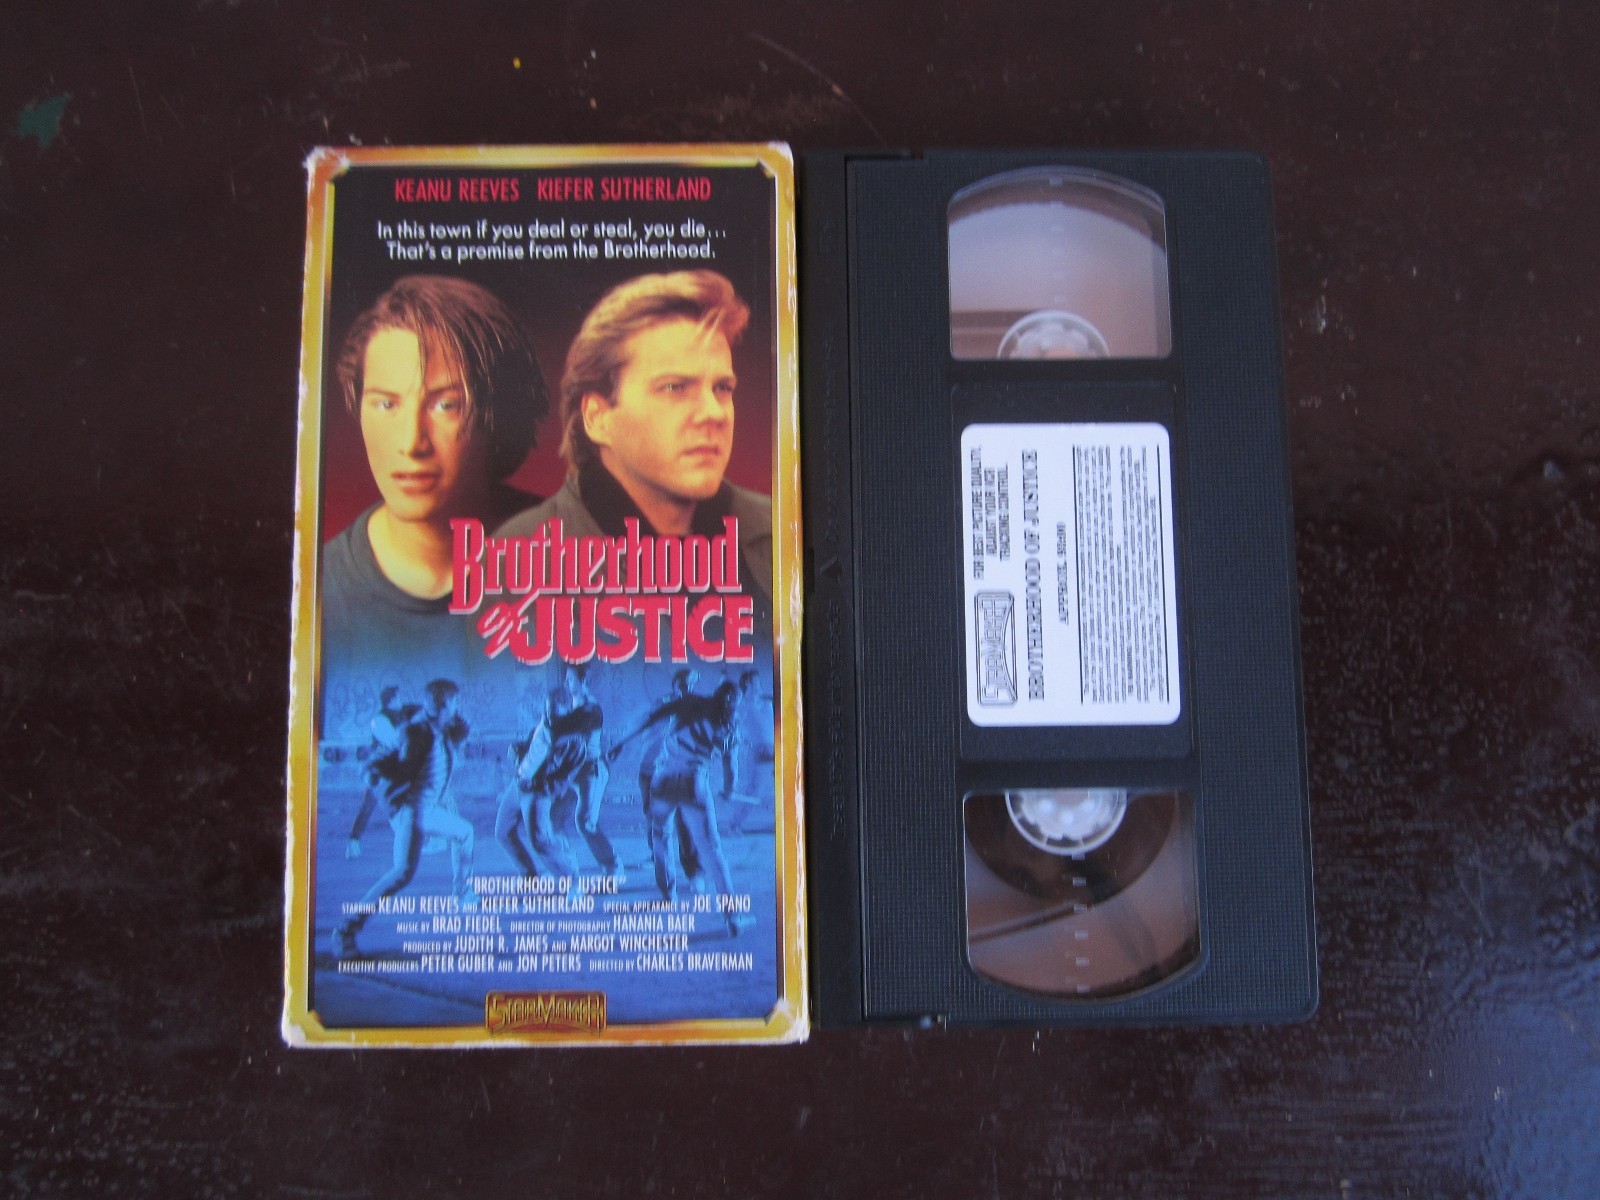 KEANU REEVES KIEFER SUTHERLAND
In this town if you deal or steal, you die...
That's a promise from the Brotherhood.
Brotherhood
of JUSTICE
"BROTHERHOOD OF JUSTICE"
STARRING KEANU REEVES AND KIEFER SUTHERLAND SPECIAL APPEARANCE BY JOE SPANO
MUSIC BY BRAD FIEDEL DIRECTOR OF PHOTOGRAPHY HANANIA BAER
PRODUCED BY JUDITH R. JAMES AND MARGOT WINCHESTER
EXECUTIVE PRODUCERS PETER GUBER AND JON PETERS DIRECTED BY CHARLES BRAVERMAN
STARMAKER
STARMAKER
FOR BEST PICTURE QUALITY,
ADJUST YOUR VCR
TRACKING CONTROL
BROTHERHOOD OF JUSTICE